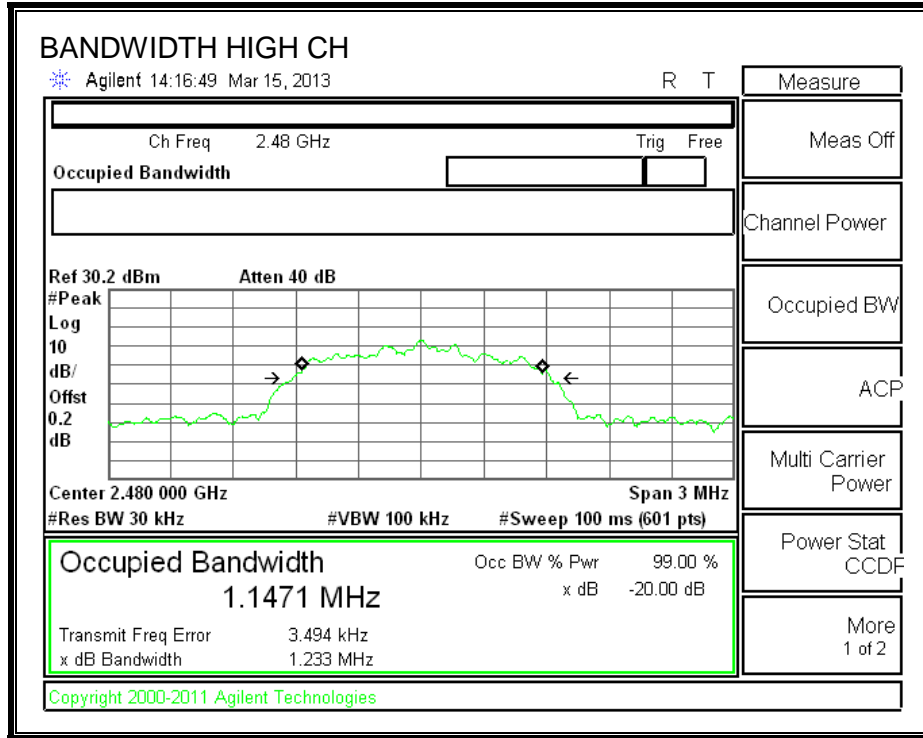 BANDWIDTH HIGH CH
Agilent 14:16:49 Mar 15, 2013 R T
Measure
Ch Freq 2.48 GHz Trig Free
Occupied Bandwidth
Meas Off
Channel Power
Occupied BW
ACP
Multi Carrier
Power
Power Stat
CCDF
More
1 of 2
Ref 30.2 dBm Atten 40 dB
#Peak
Log
10
dB/
Offst
0.2
dB
Center 2.480 000 GHz Span 3 MHz
#Res BW 30 kHz #VBW 100 kHz #Sweep 100 ms (601 pts)
Occupied Bandwidth Occ BW % Pwr 99.00 %
1.1471 MHz x dB -20.00 dB
Transmit Freq Error 3.494 kHz
x dB Bandwidth 1.233 MHz
Copyright 2000-2011 Agilent Technologies